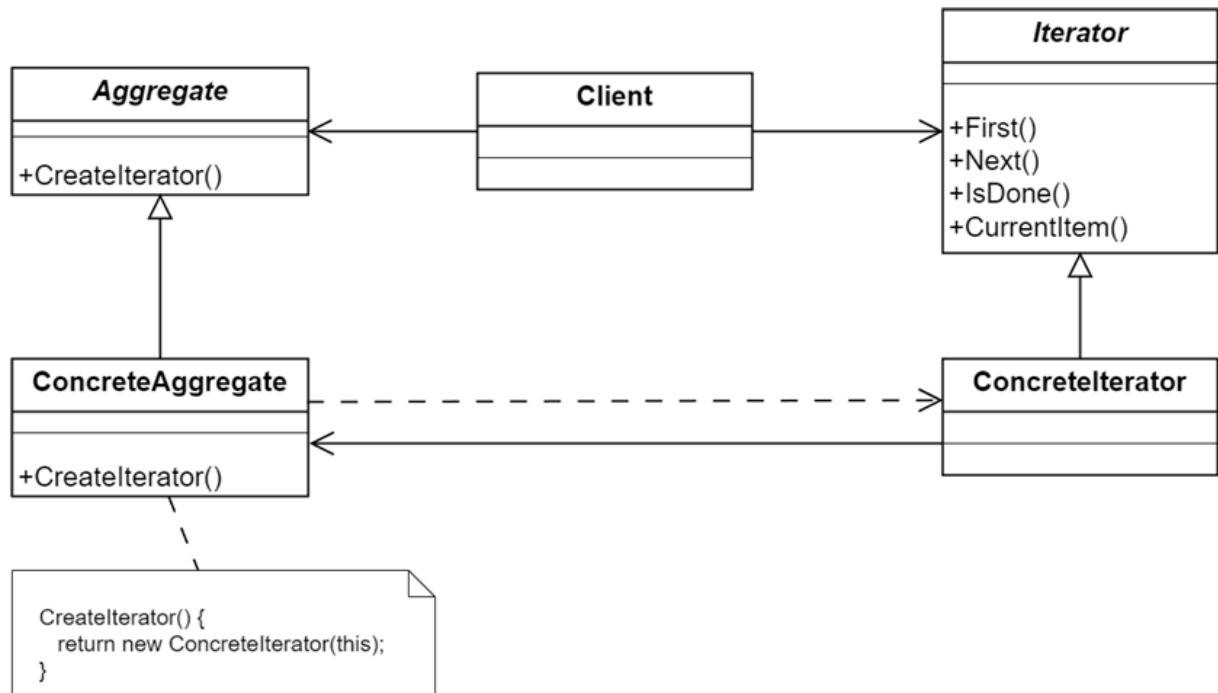 Aggregate
+CreateIterator()
Client
Iterator
+First()
+Next()
+IsDone()
+CurrentItem()
ConcreteAggregate
+CreateIterator()
ConcreteIterator
CreateIterator() {
return new ConcreteIterator(this);
}